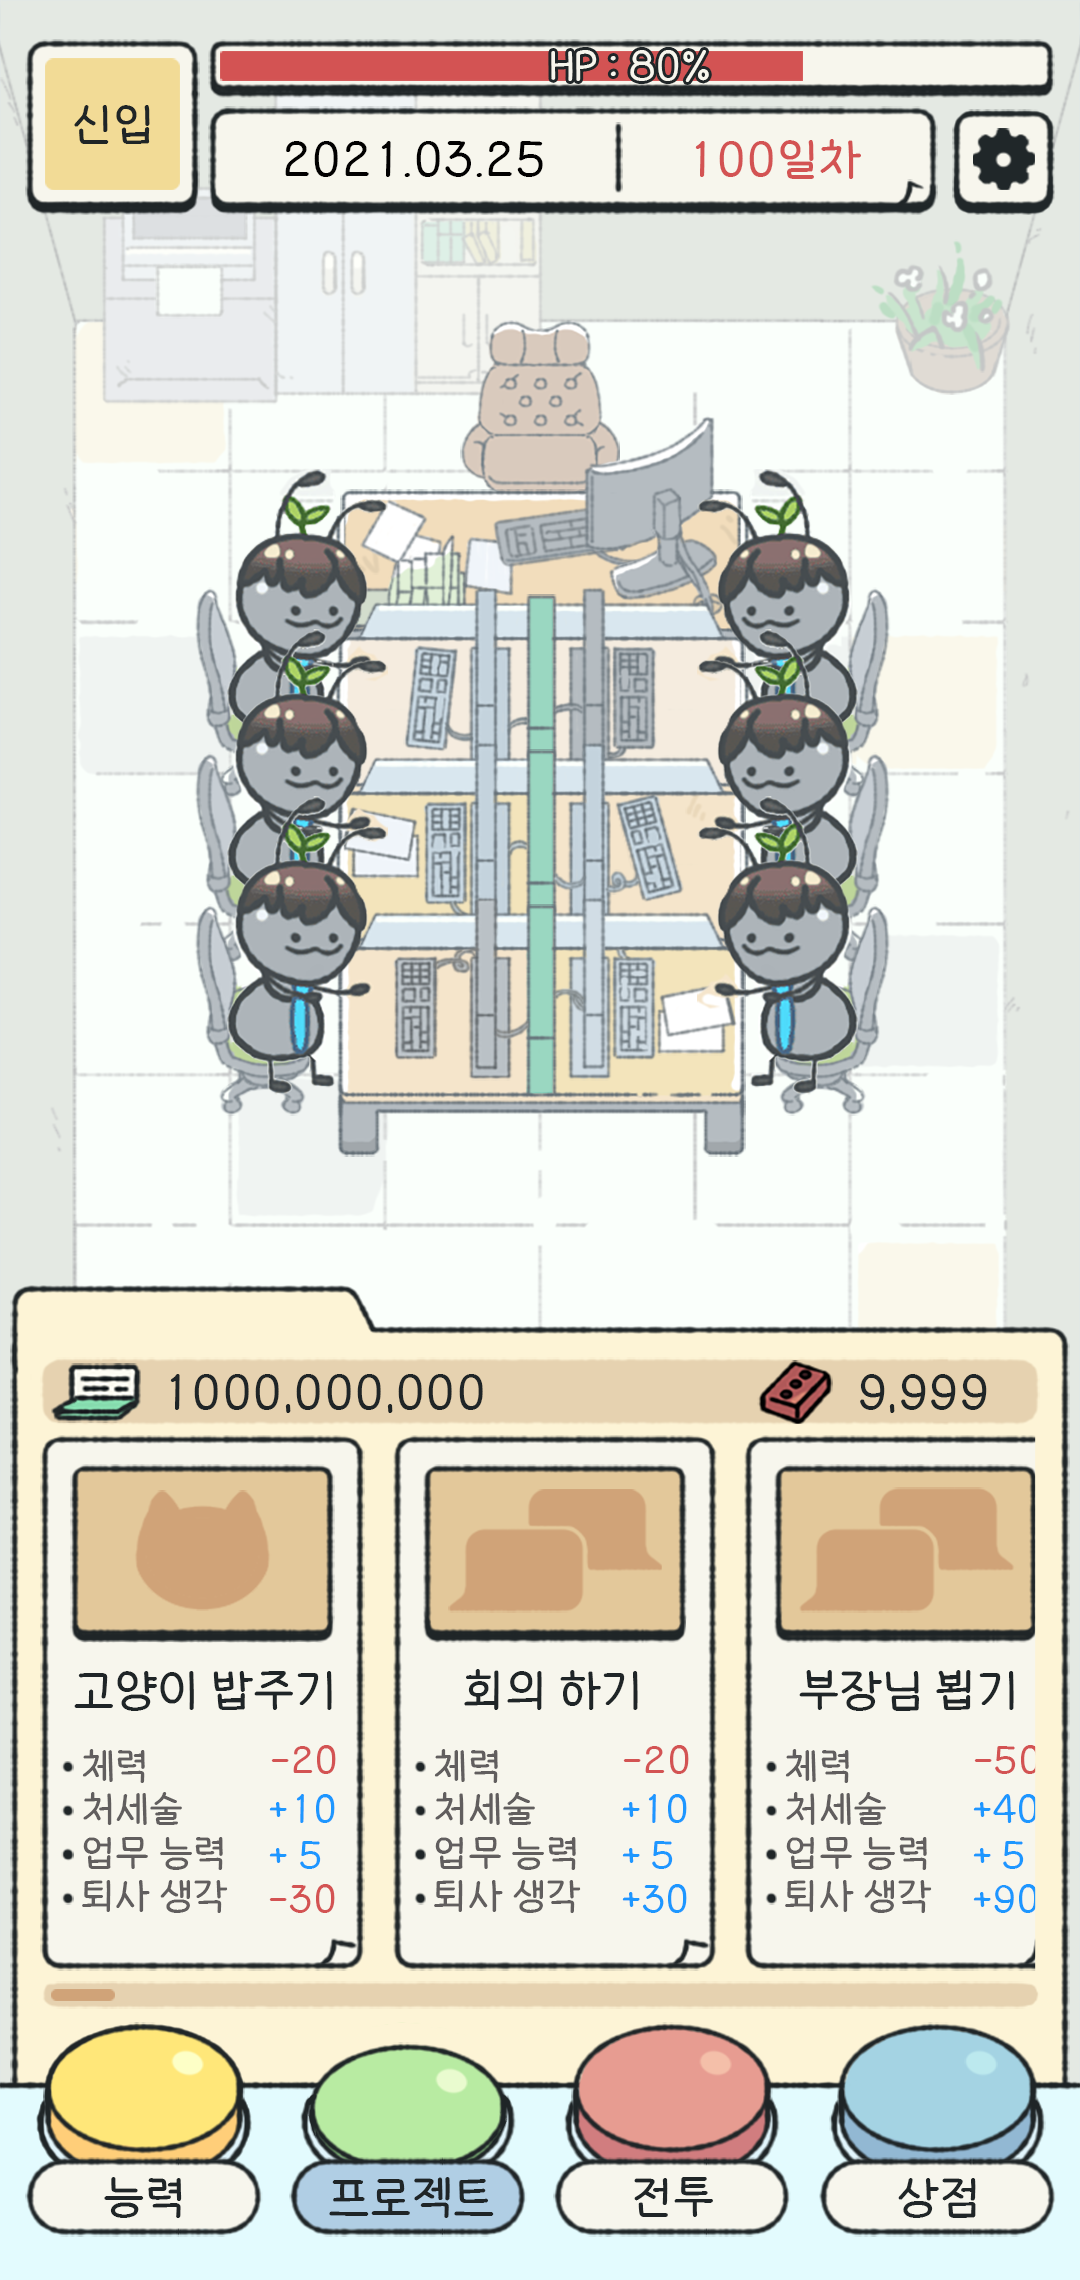 신입
HP : 80%
2021.03.25
100일차
1000,000,000
9,999
고양이 밥주기
• 체력 -20
• 처세술 +10
• 업무 능력 + 5
• 퇴사 생각 -30
회의 하기
• 체력 -20
• 처세술 +10
• 업무 능력 + 5
• 퇴사 생각 +30
부장님 뵙기
• 체력 -50
• 처세술 +40
• 업무 능력 + 5
• 퇴사 생각 +90
능력
프로젝트
전투
상점